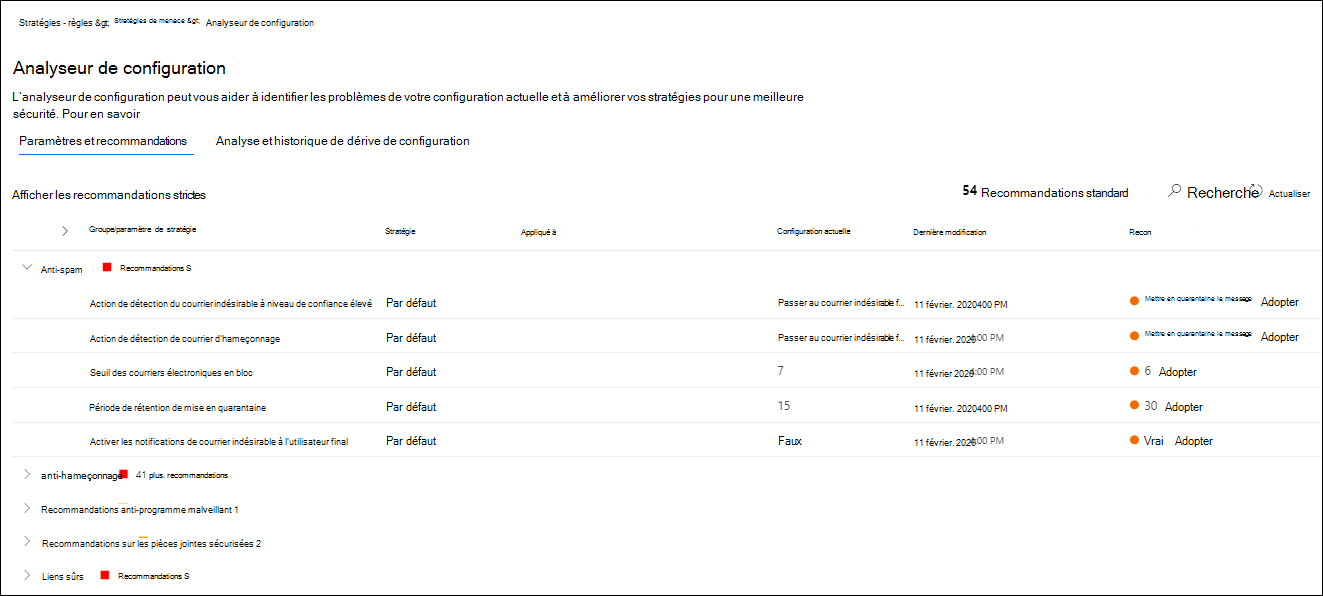 Stratégies - règles &gt; Stratégies de menace &gt; Analyseur de configuration
Analyseur de configuration
L'analyseur de configuration peut vous aider à identifier les problèmes de votre configuration actuelle et à améliorer vos stratégies pour une meilleure
sécurité. Pour en savoir
Paramètres et recommandations Analyse et historique de dérive de configuration
Afficher les recommandations strictes 54 Recommandations standard Recherche Actualiser
Groupe/paramètre de stratégie Stratégie Appliqué à Configuration actuelle Dernière modification Recon
Anti-spam Recommandations S
Action de détection du courrier indésirable à niveau de confiance élevé Par défaut Passer au courrier indésirable f... 11 février. 2020400 PM Mettre en quarantaine le message Adopter
Action de détection de courrier d'hameçonnage Par défaut Passer au courrier indésirable f... 11 février. 2020 4:00 PM Mettre en quarantaine le message Adopter
Seuil des courriers électroniques en bloc Par défaut 7 11 février 2020 4:00 PM 6 Adopter
Période de rétention de mise en quarantaine Par défaut 15 11 février. 2020400 PM 30 Adopter
Activer les notifications de courrier indésirable à l'utilisateur final Par défaut Faux 11 février. 2020 4:00 PM Vrai Adopter
anti-hameçonnage 41 plus. recommandations
Recommandations anti-programme malveillant 1
Recommandations sur les pièces jointes sécurisées 2
Liens sûrs Recommandations S